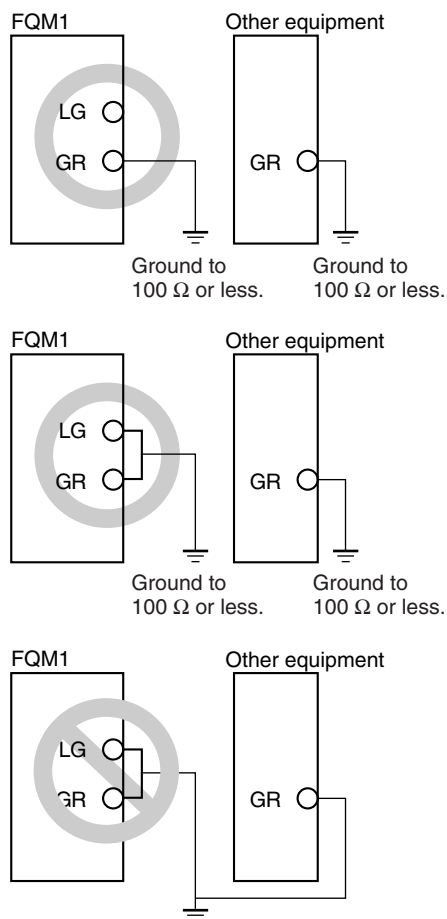 FQM1 Other equipment
LG
GR GR
Ground to Ground to
100 Ω or less. 100 Ω or less.
FQM1 Other equipment
LG
GR GR
Ground to Ground to
100 Ω or less. 100 Ω or less.
FQM1 Other equipment
LG
GR GR